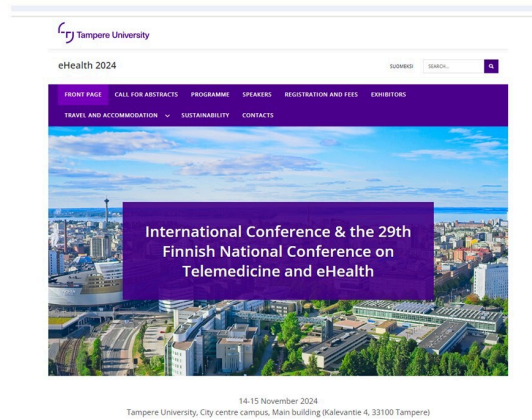 Tampere University
eHealth 2024
SUOMEKSI
SEARCH...
FRONT PAGE CALL FOR ABSTRACTS PROGRAMME SPEAKERS REGISTRATION AND FEES EXHIBITORS
TRAVEL AND ACCOMMODATION SUSTAINABILITY CONTACTS
International Conference & the 29th
Finnish National Conference on
Telemedicine and eHealth
14-15 November 2024
Tampere University, City centre campus, Main building (Kalevantie 4, 33100 Tampere)